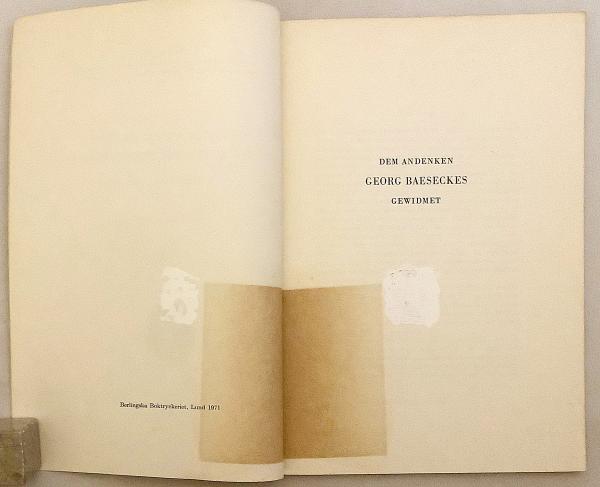 Berlingska Boktryckeriet, Lund 1971
DEM ANDENKEN
GEORG BAESECKES
GEWIDMET